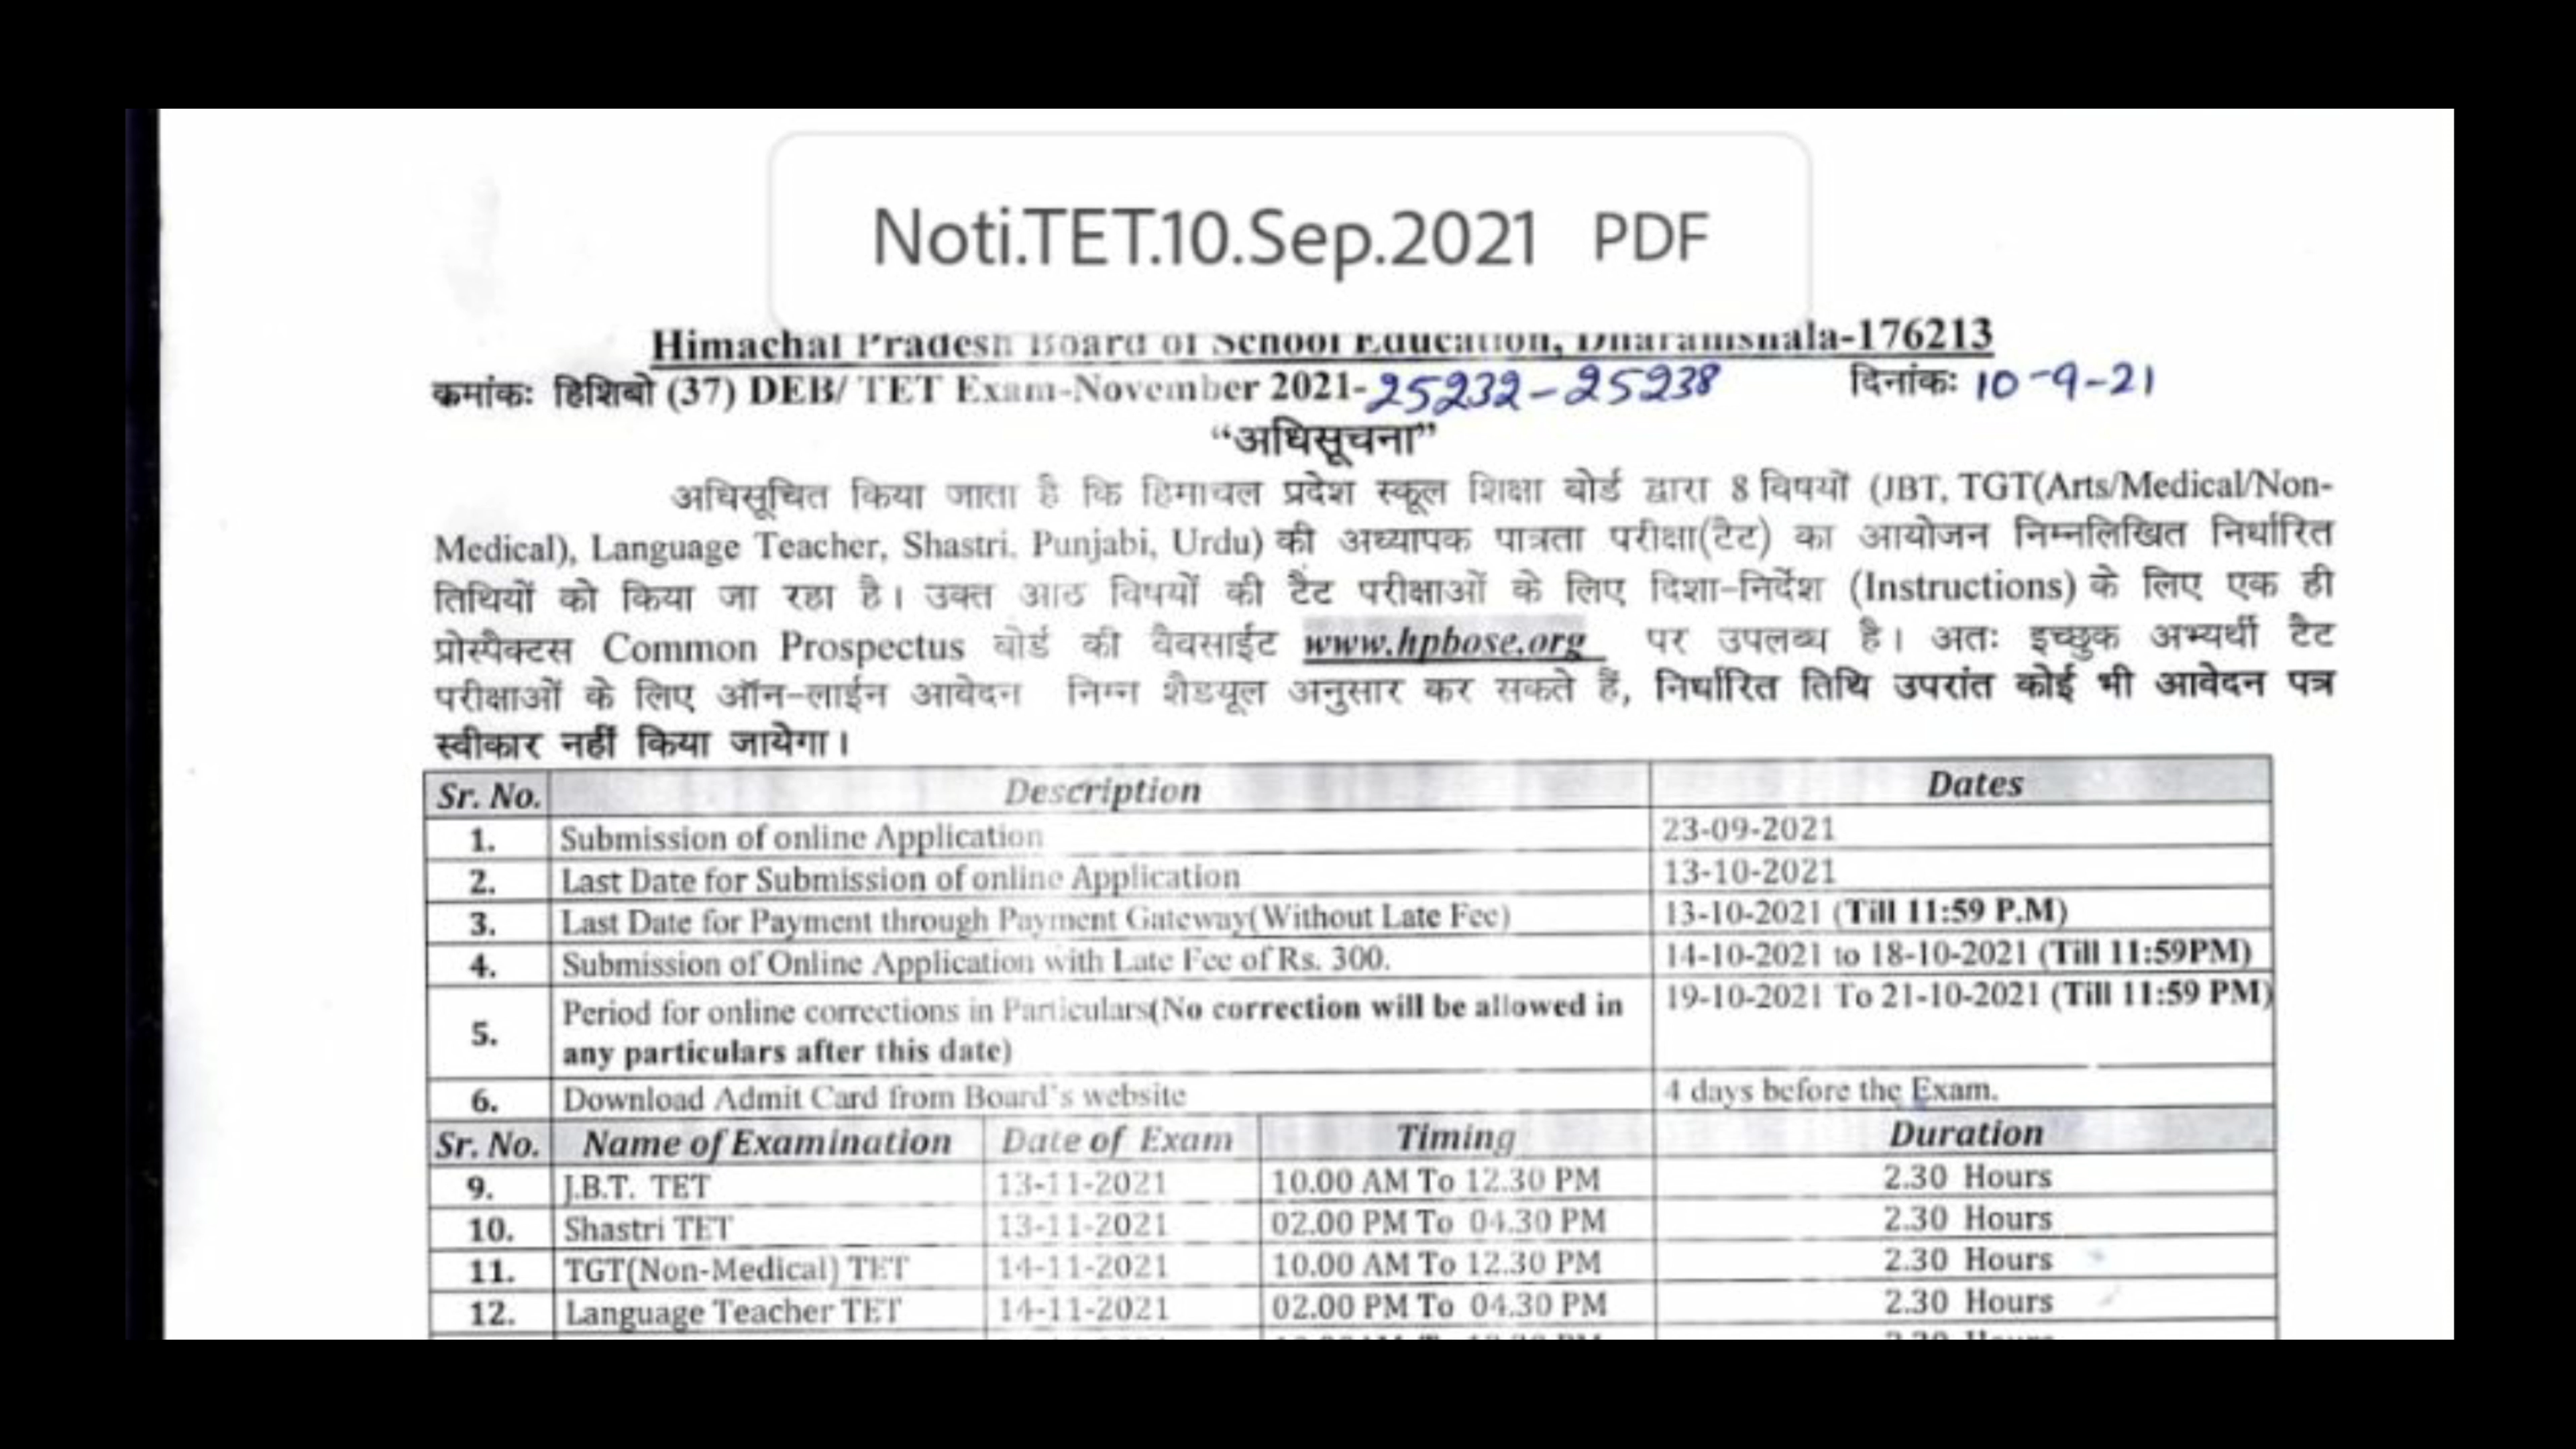 Noti.TET.10.Sep.2021 PDF
Himachal Pradesh Board of School Education, Dharamshala-176213
कमांकः हिशिबो (37) DEB/ TET Exam-November 2021-25232-25238 दिनांकः 10-9-21
“अधिसूचना”
अधिसूचित किया जाता है कि हिमाचल प्रदेश स्कूल शिक्षा बोर्ड द्वारा 8 विषयों (JBT, TGT(Arts/Medical/Non-
Medical), Language Teacher, Shastri, Punjabi, Urdu) की अध्यापक पात्रता परीक्षा(टैट) का आयोजन निम्नलिखित निर्धारित
तिथियों को किया जा रहा है। उक्त आठ विषयों की टैट परीक्षाओं के लिए दिशा-निर्देश (Instructions) के लिए एक ही
प्रोस्पैक्टस Common Prospectus बोर्ड की वैवसाईट www.hpbose.org पर उपलब्ध है। अतः इच्छुक अभ्यर्थी टैट
परीक्षाओं के लिए ऑन-लाईन आवेदन निम्न शैडयूल अनुसार कर सकते हैं, निर्धारित तिथि उपरांत कोई भी आवेदन पत्र
स्वीकार नहीं किया जायेगा।
Sr. No. Description Dates
1. Submission of online Application 23-09-2021
2. Last Date for Submission of online Application 13-10-2021
3. Last Date for Payment through Payment Gateway(Without Late Fee) 13-10-2021 (Till 11:59 P.M)
4. Submission of Online Application with Late Fee of Rs. 300. 14-10-2021 to 18-10-2021 (Till 11:59PM)
5. Period for online corrections in Particulars(No correction will be allowed in 19-10-2021 To 21-10-2021 (Till 11:59 PM)
any particulars after this date)
6. Download Admit Card from Board's website 4 days before the Exam.
Sr. No. Name of Examination Date of Exam Timing Duration
9. J.B.T. TET 13-11-2021 10.00 AM To 12.30 PM 2.30 Hours
10. Shastri TET 13-11-2021 02.00 PM To 04.30 PM 2.30 Hours
11. TGT(Non-Medical) TET 14-11-2021 10.00 AM To 12.30 PM 2.30 Hours
12. Language Teacher TET 14-11-2021 02.00 PM To 04.30 PM 2.30 Hours